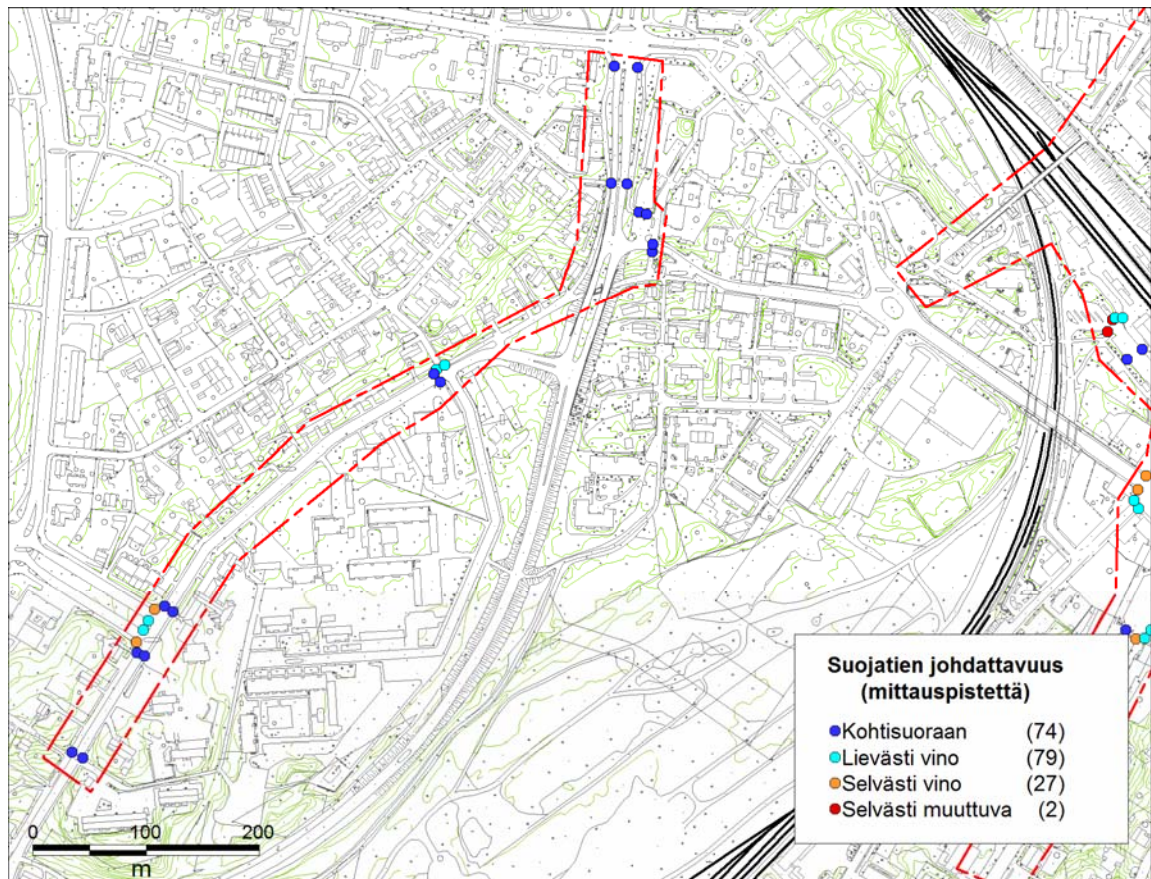 Suojatien johdattavuus
(mittauspistettä)
Kohtisuoraan (74)
Lievästi vino (79)
Selvästi vino (27)
Selvästi muuttuva (2)
0 100 200
m